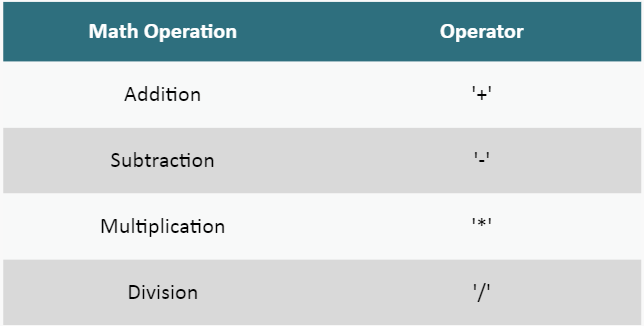 Math Operation Operator
Addition '+'
Subtraction '-'
Multiplication '*'
Division '/'